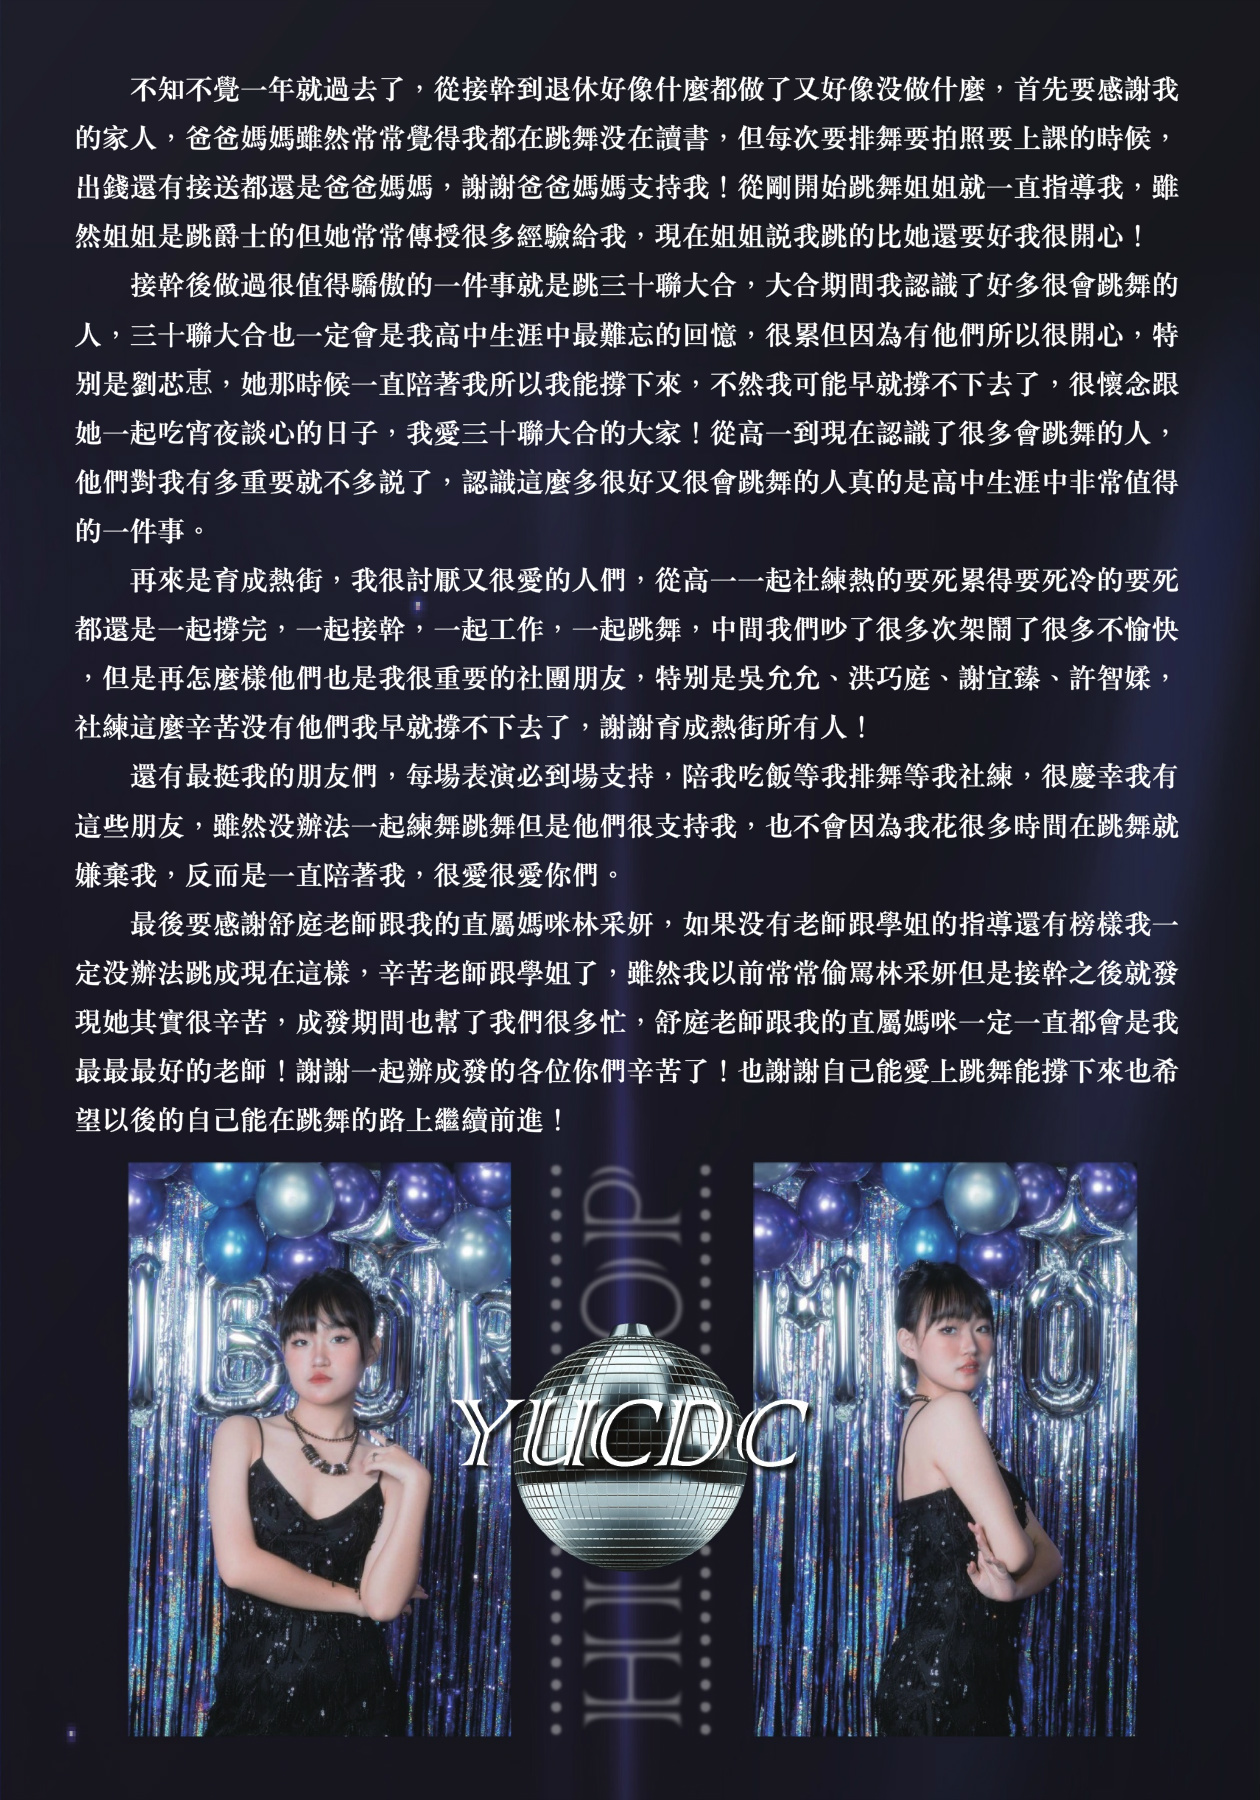 不知不覺一年就過去了，從接幹到退休好像什麼都做了又好像没做什麼，首先要感謝我
的家人，爸爸媽媽雖然常常覺得我都在跳舞没在讀書，但每次要排舞要拍照要上課的時候，
出錢還有接送都還是爸爸媽媽，謝謝爸爸媽媽支持我！從剛開始跳舞姐姐就一直指導我，雖
然姐姐是跳爵士的但她常常傳授很多經驗給我，現在姐姐説我跳的比她還要好我很開心！
接幹後做過很值得驕傲的一件事就是跳三十聯大合，大合期間我認識了好多很會跳舞的
人，三十聯大合也一定會是我高中生涯中最難忘的回憶，很累但因為有他們所以很開心，特
别是劉芯恵，她那時候一直陪著我所以我能撐下來，不然我可能早就撐不下去了，很懷念跟
她一起吃宵夜談心的日子，我愛三十聯大合的大家！從高一到現在認識了很多會跳舞的人，
他們對我有多重要就不多説了，認識這麼多很好又很會跳舞的人真的是高中生涯中非常值得
的一件事。
再來是育成熱街，我很討厭又很愛的人們，從高一一起社練熱的要死累得要死冷的要死
都還是一起撐完，一起接幹，一起工作，一起跳舞，中間我們吵了很多次架鬧了很多不愉快
，但是再怎麼樣他們也是我很重要的社團朋友，特别是吳允允、洪巧庭、謝宜臻、許智媃，
社練這麼辛苦没有他們我早就撐不下去了，謝謝育成熱街所有人！
還有最挺我的朋友們，每場表演必到場支持，陪我吃飯等我排舞等我社練，很慶幸我有
這些朋友，雖然没辦法一起練舞跳舞但是他們很支持我，也不會因為我花很多時間在跳舞就
嫌棄我，反而是一直陪著我，很愛很愛你們。
最後要感謝舒庭老師跟我的直屬媽咪林采妍，如果没有老師跟學姐的指導還有榜樣我一
定没辦法跳成現在這樣，辛苦老師跟學姐了，雖然我以前常常偷罵林采妍但是接幹之後就發
現她其實很辛苦，成發期間也幫了我們很多忙，舒庭老師跟我的直屬媽咪一定一直都會是我
最最最好的老師！謝謝一起辦成發的各位你們辛苦了！也謝謝自己能愛上跳舞能撐下來也希
望以後的自己能在跳舞的路上繼續前進！
YUCDC